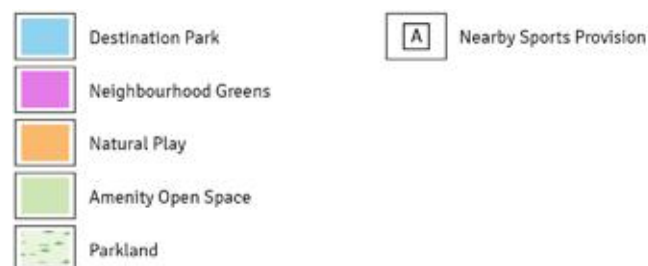 Destination Park
A Nearby Sports Provision
Neighbourhood Greens
Natural Play
Amenity Open Space
Parkland